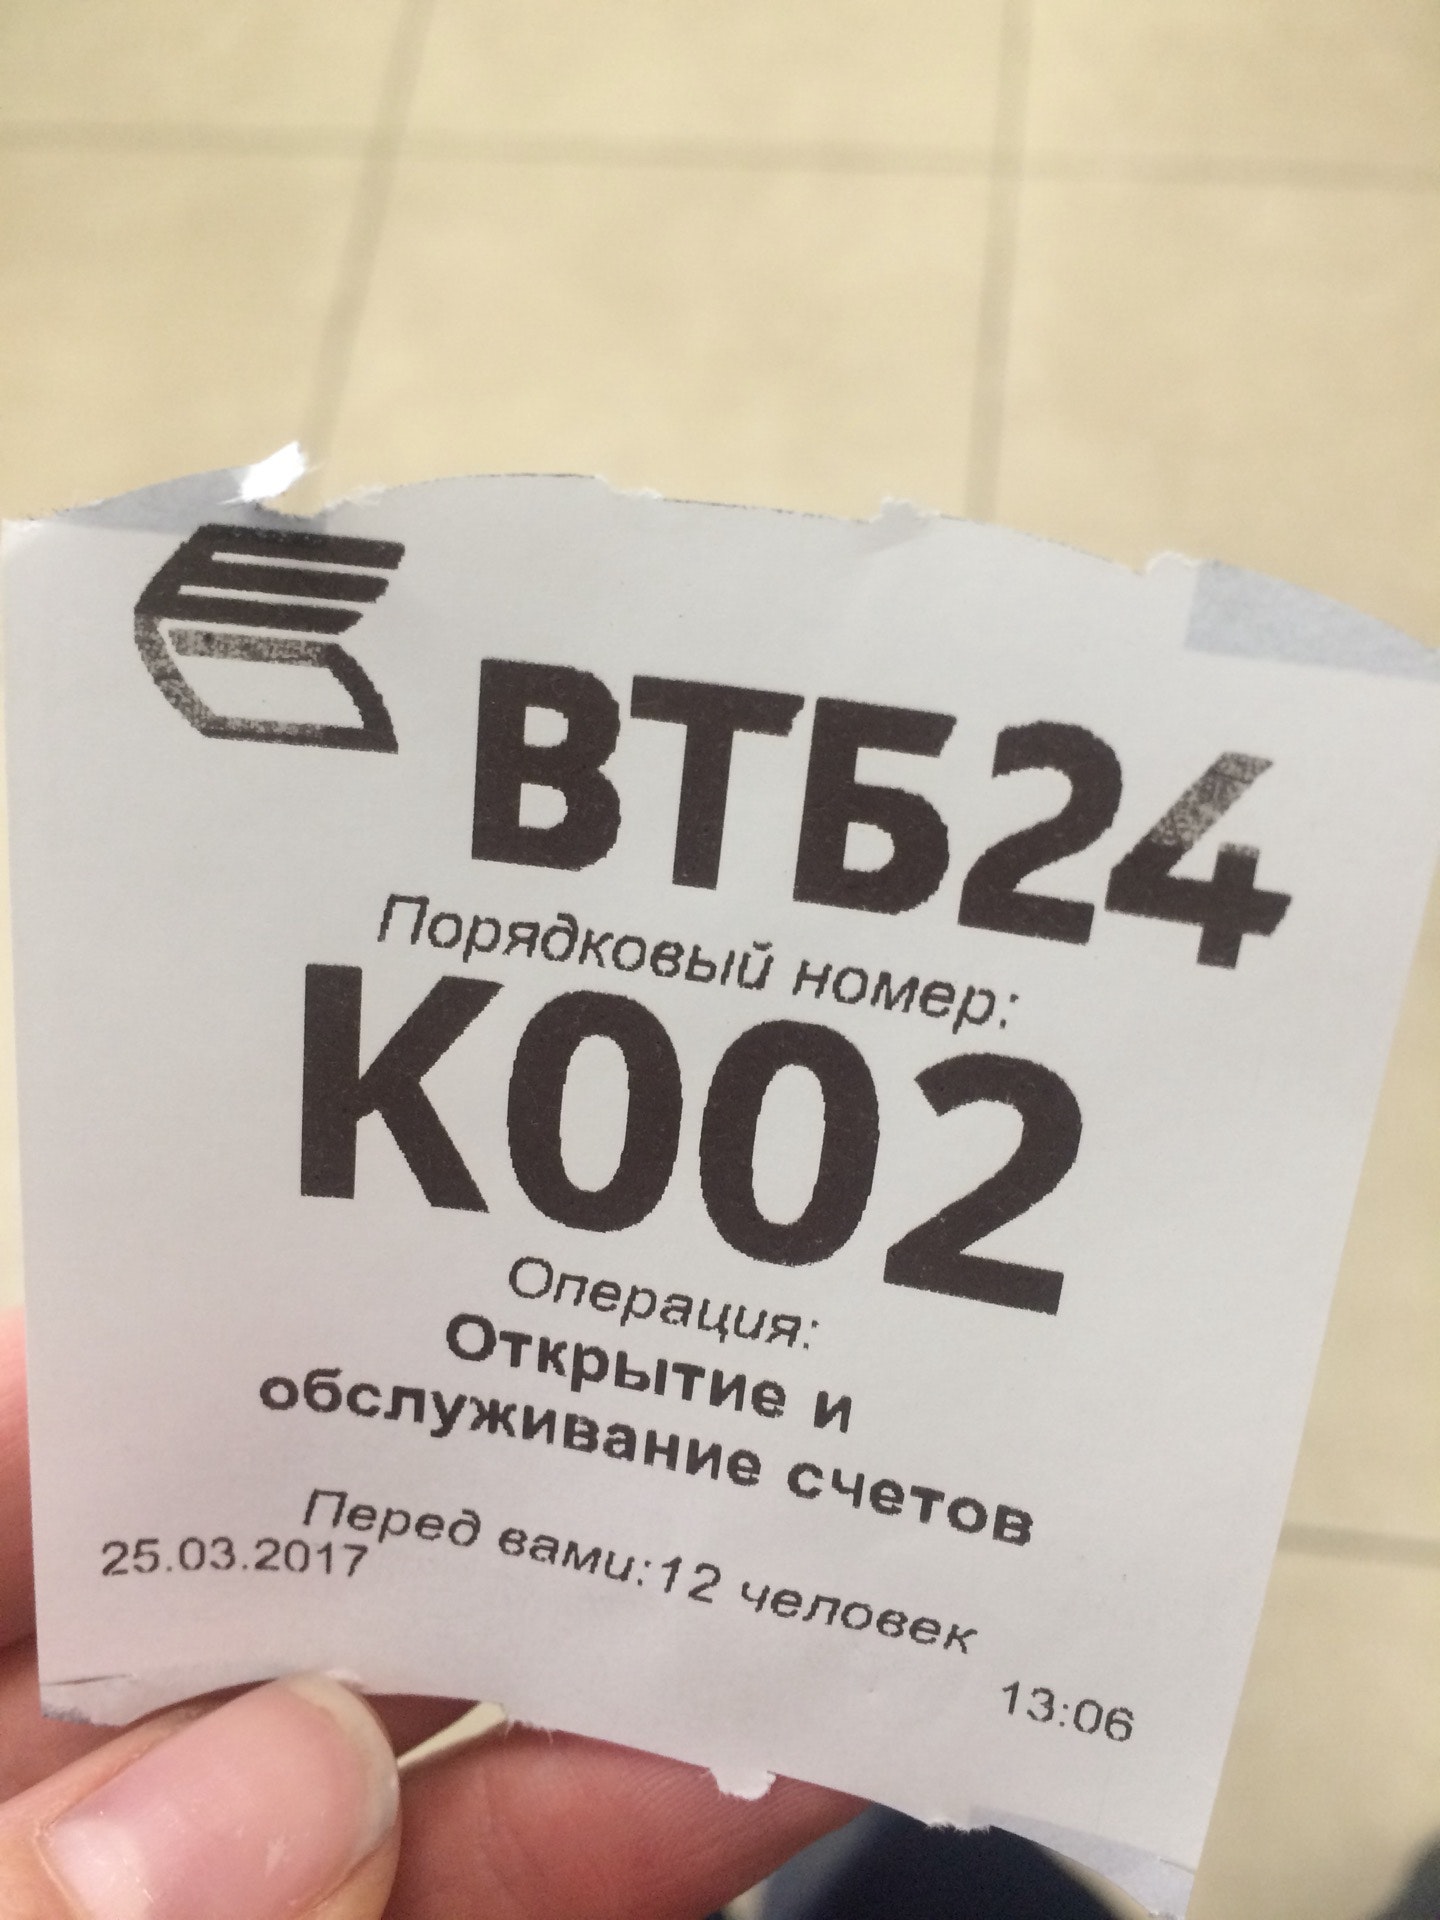 ВТБ24
Порядковый номер:
К002
Операция:
Открытие и
обслуживание счетов
Перед вами:12 человек
25.03.2017
13:06